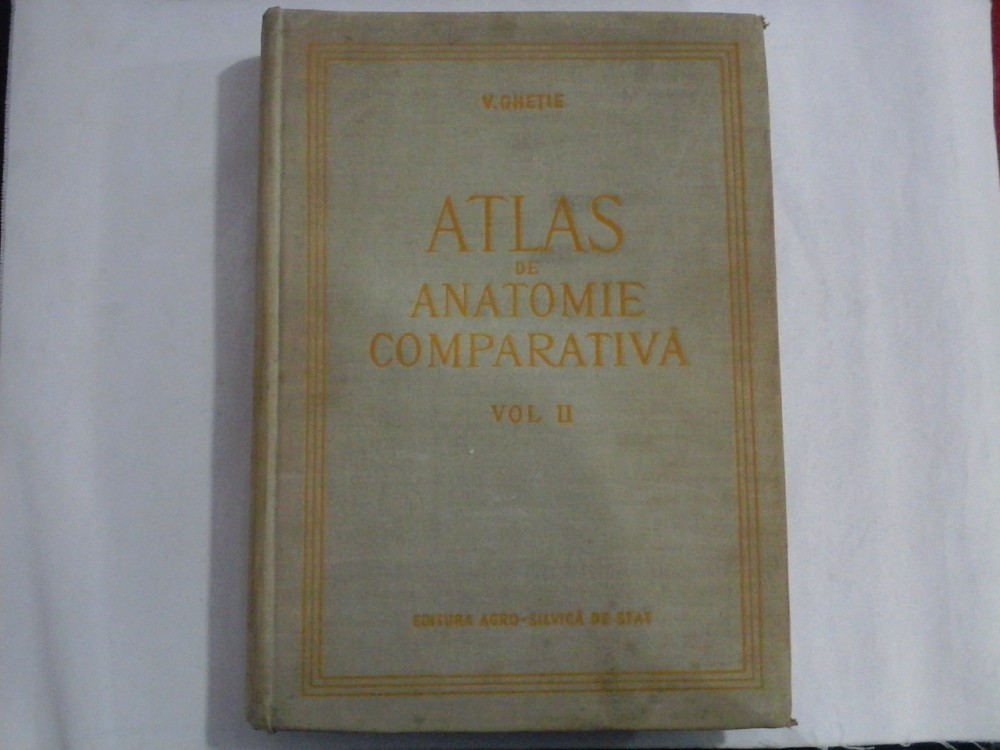 V. GHEȚIE
ATLAS
DE
ANATOMIE
COMPARATIVĂ
VOL II
EDITURA AGRO-SILVICĂ DE STAT